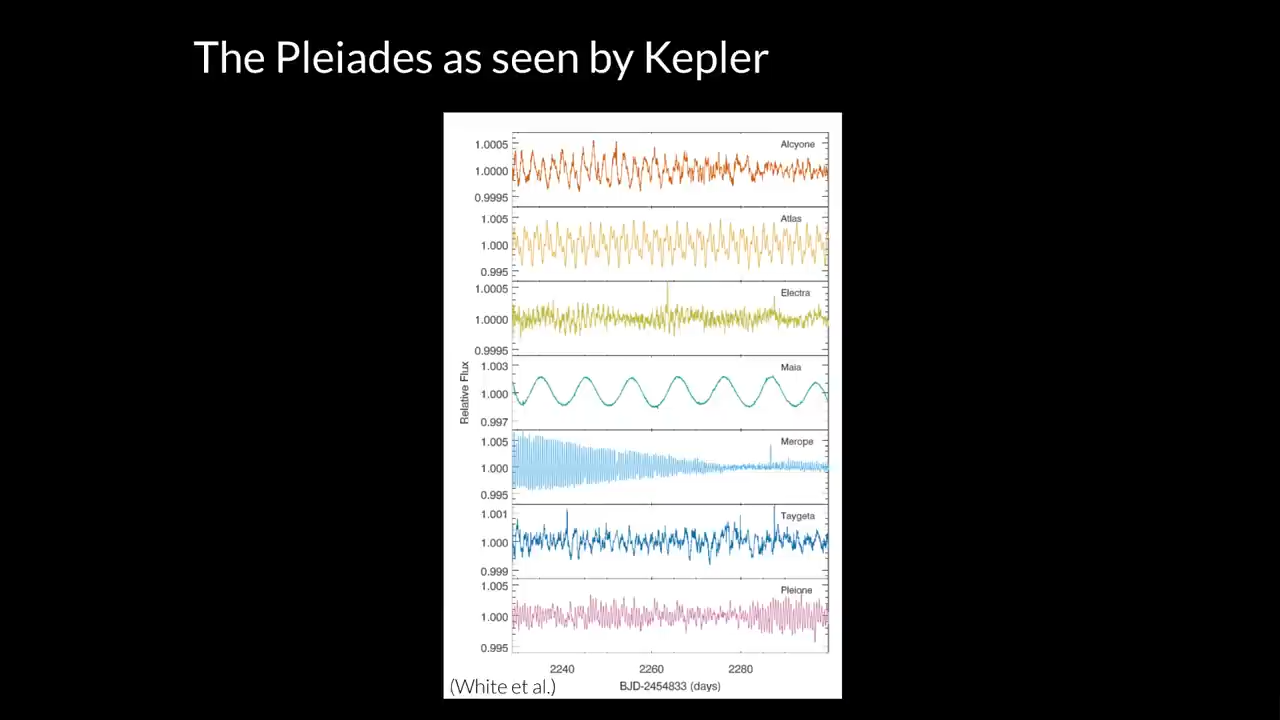 The Pleiades as seen by Kepler
Alcyone
1.0005
1.0000
0.9995
Atlas
1.005
1.000
0.995
Electra
1.0005
1.0000
0.9995
Maia
1.003
1.000
0.997
Relative Flux
Merope
1.005
1.000
0.995
Taygeta
1.001
1.000
0.999
Pleione
1.005
1.000
0.995
2240 2260 2280
BJD-2454833 (days)
(White et al.)